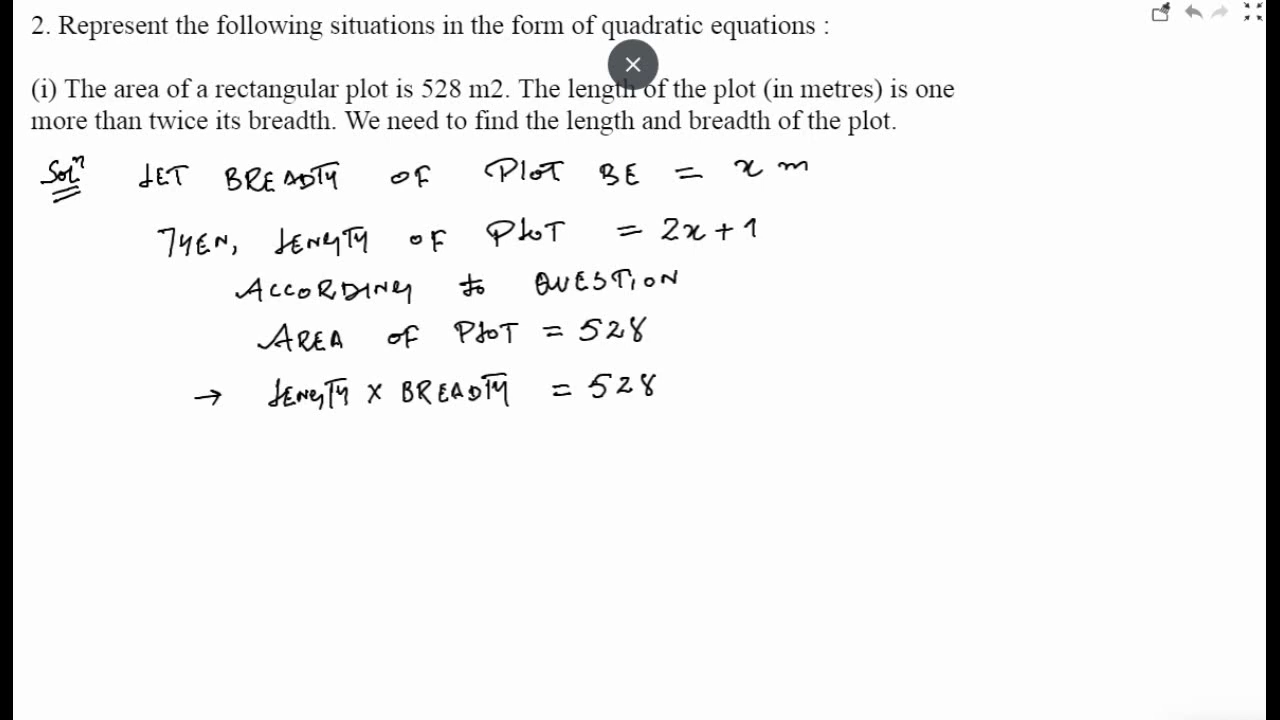 2. Represent the following situations in the form of quadratic equations :
(i) The area of a rectangular plot is 528 m2. The length of the plot (in metres) is one
more than twice its breadth. We need to find the length and breadth of the plot.
Solⁿ LET BREADTH OF PLOT BE = x m
THEN, LENGTH OF PLOT = 2x + 1
ACCORDING to QUESTION
AREA OF PLOT = 528
→ LENGTH X BREADTH = 528